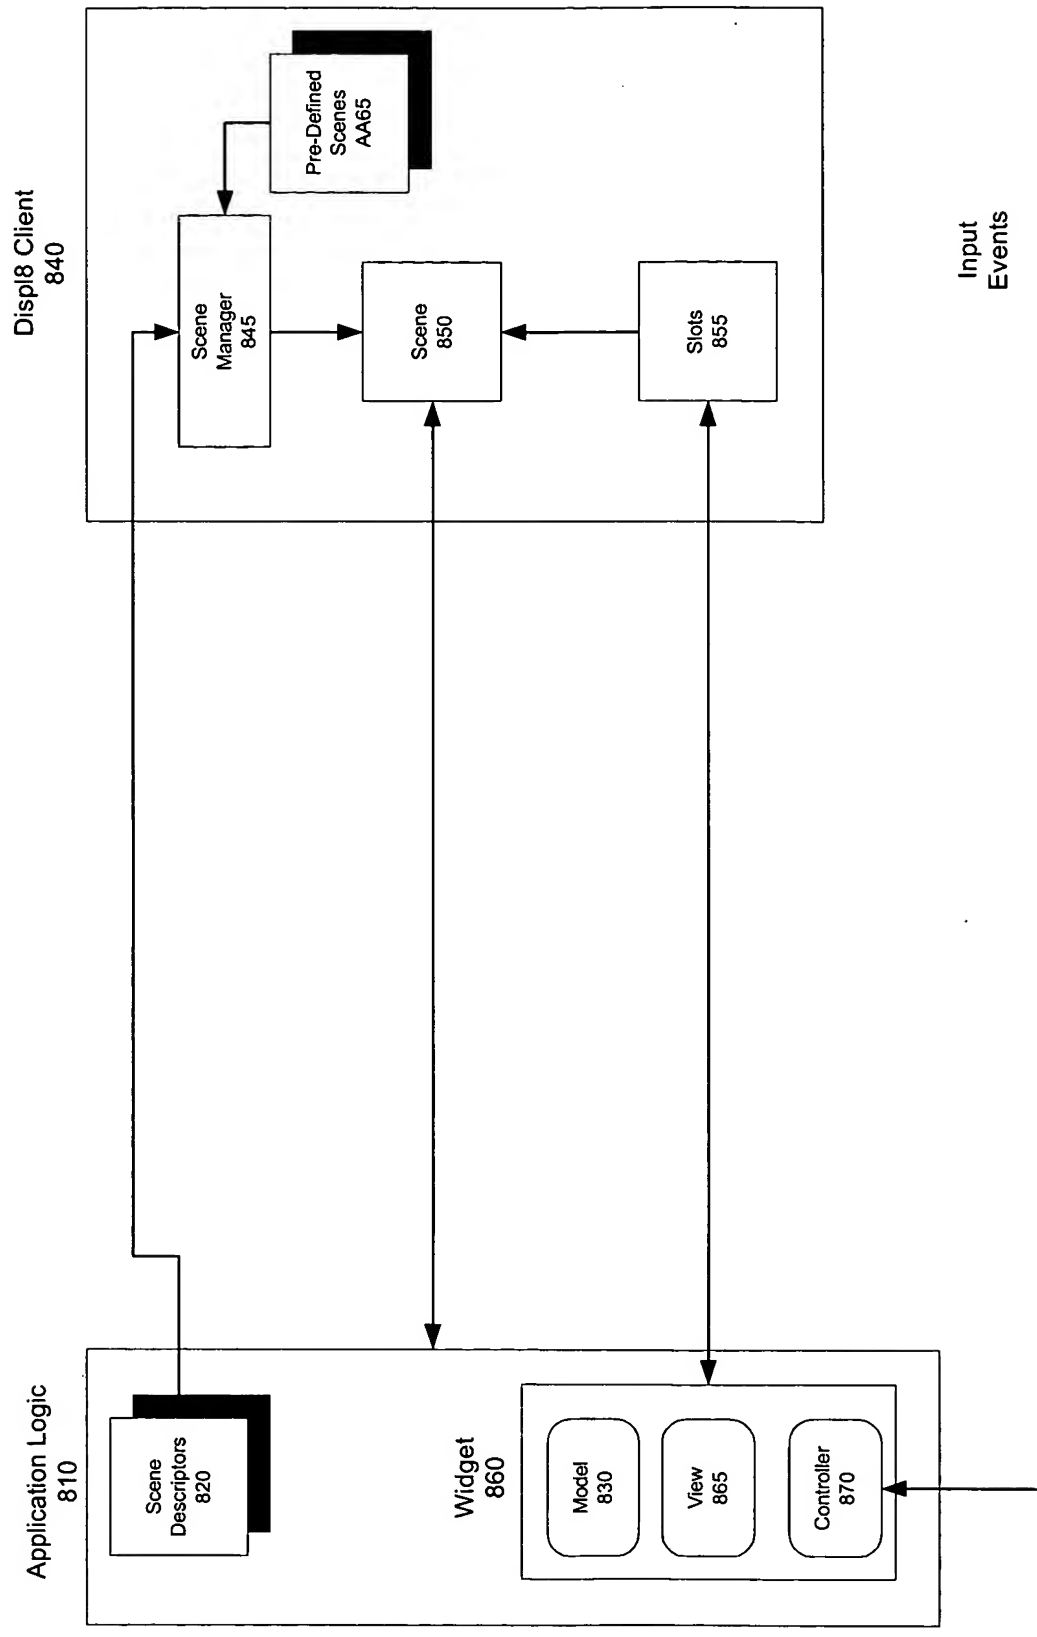 Application Logic
810
Scene
Descriptors
820
Widget
860
Model
830
View
865
Controller
870
Displ8 Client
840
Scene
Manager
845
Pre-Defined
Scenes
AA65
Scene
850
Slots
855
Input
Events